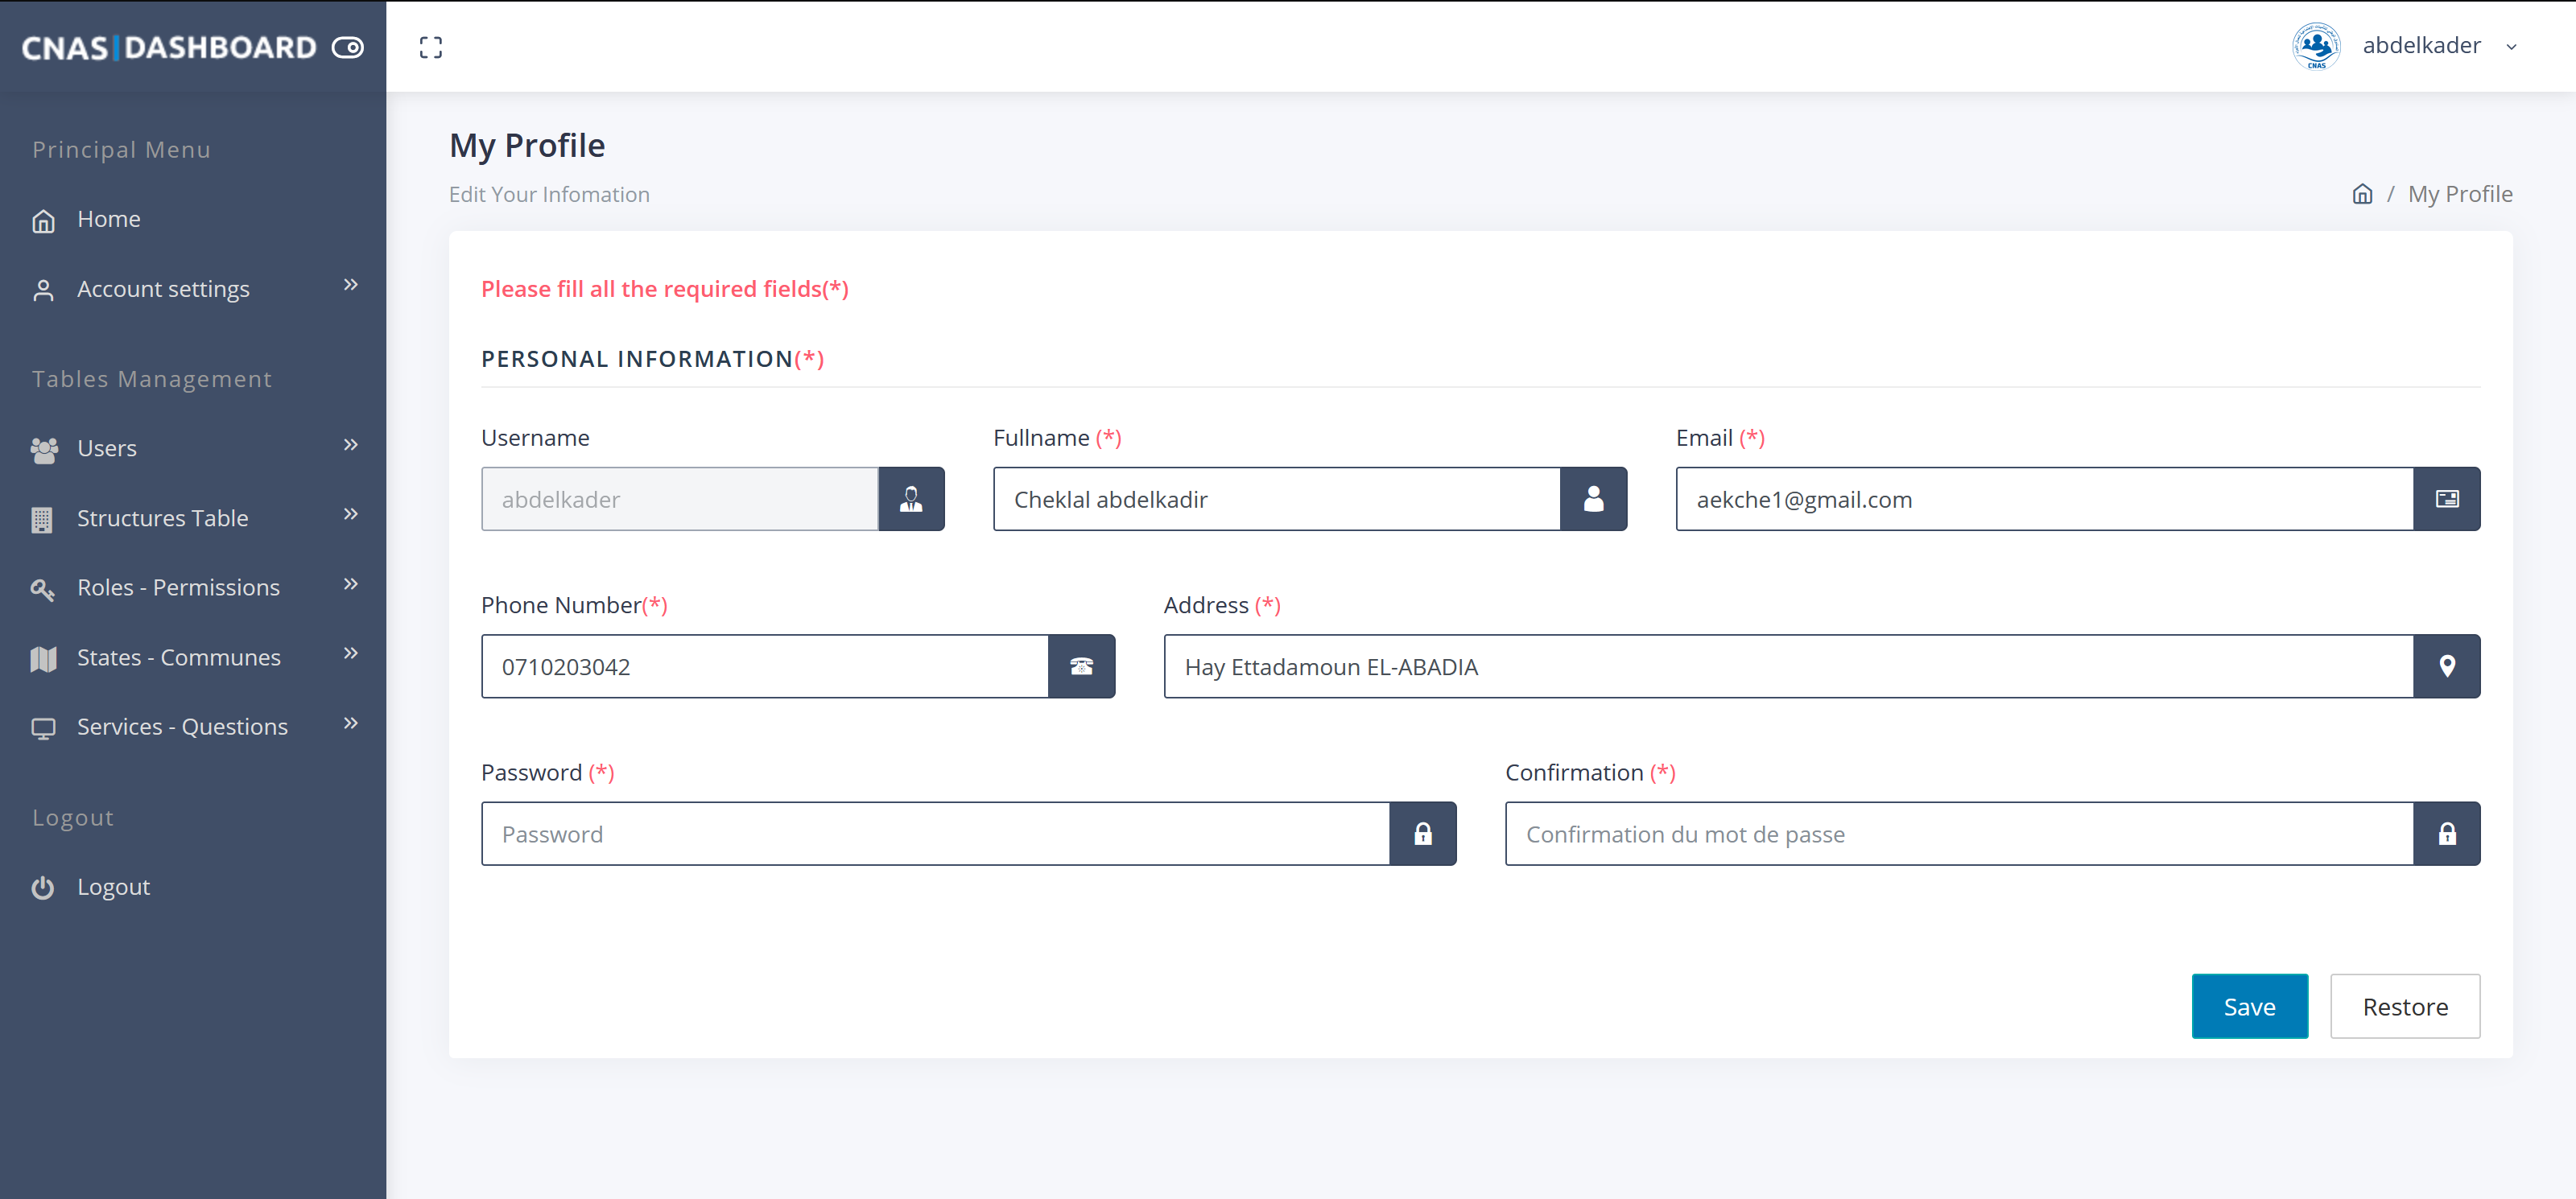 CNAS|DASHBOARD
abdelkader
CNAS
Principal Menu
Home
Account settings
Tables Management
Users
Structures Table
Roles - Permissions
States - Communes
Services - Questions
Logout
Logout
My Profile
Edit Your Infomation
/ My Profile
Please fill all the required fields(*)
PERSONAL INFORMATION(*)
Username
Fullname (*)
Email (*)
abdelkader
Cheklal abdelkadir
aekche1@gmail.com
Phone Number(*)
Address (*)
0710203042
Hay Ettadamoun EL-ABADIA
Password (*)
Confirmation (*)
Password
Confirmation du mot de passe
Save
Restore